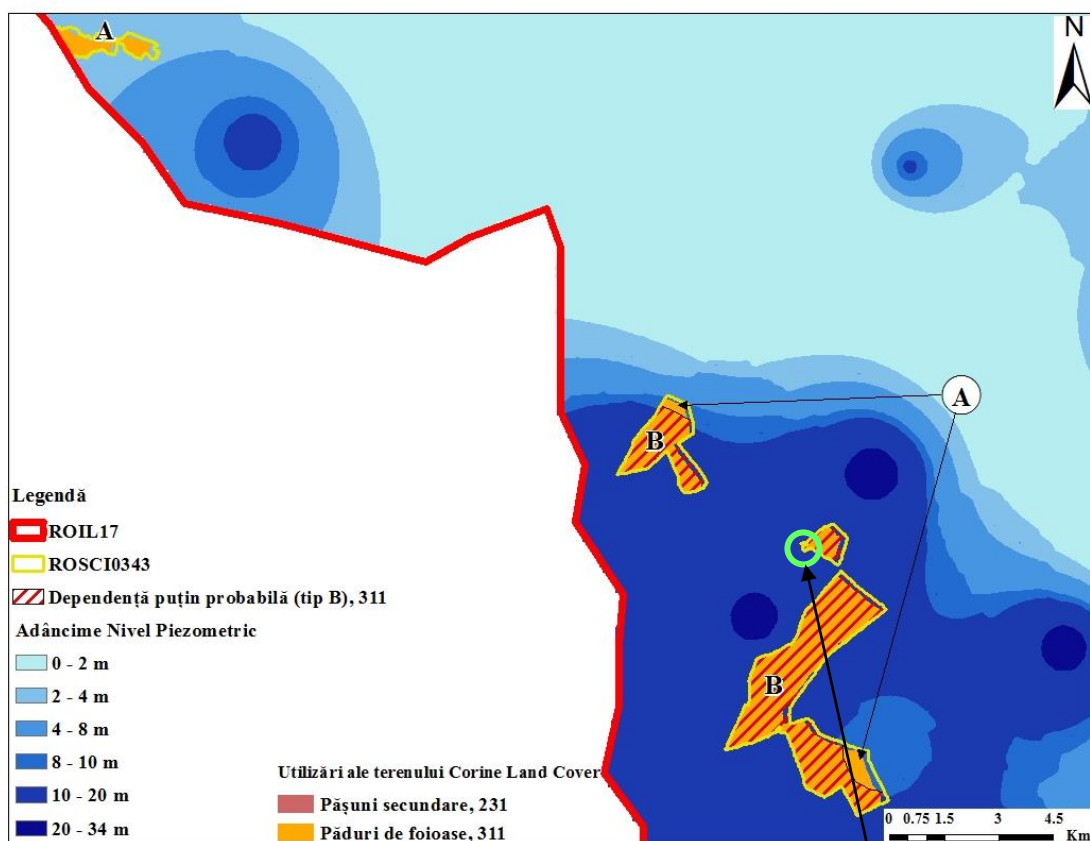 A
N
A
B
B
Legendă
ROIL17
ROSCI0343
Dependență puțin probabilă (tip B), 311
Adâncime Nivel Piezometric
0 - 2 m
2 - 4 m
4 - 8 m
8 - 10 m
10 - 20 m
20 - 34 m
Utilizări ale terenului Corine Land Cover
Pășuni secundare, 231
Păduri de foioase, 311
0 0.75 1.5 3 4.5
Km